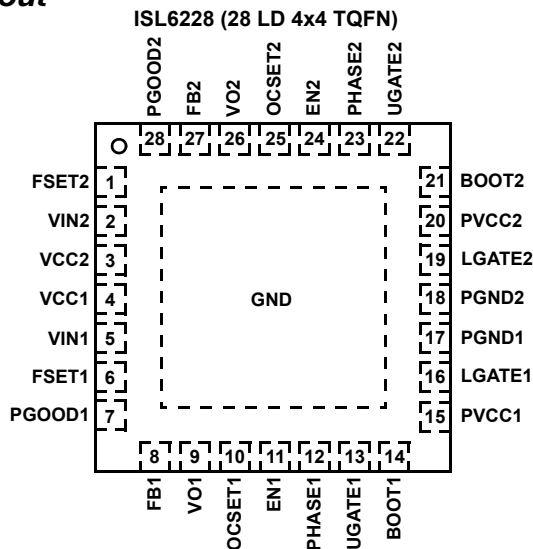 out
ISL6228 (28 LD 4x4 TQFN)
PGOOD2
FB2
VO2
OCSET2
EN2
PHASE2
UGATE2
28 27 26 25 24 23 22
FSET2 1
VIN2 2
VCC2 3
VCC1 4
VIN1 5
FSET1 6
PGOOD1 7
GND
21 BOOT2
20 PVCC2
19 LGATE2
18 PGND2
17 PGND1
16 LGATE1
15 PVCC1
8 9 10 11 12 13 14
FB1
VO1
OCSET1
EN1
PHASE1
UGATE1
BOOT1